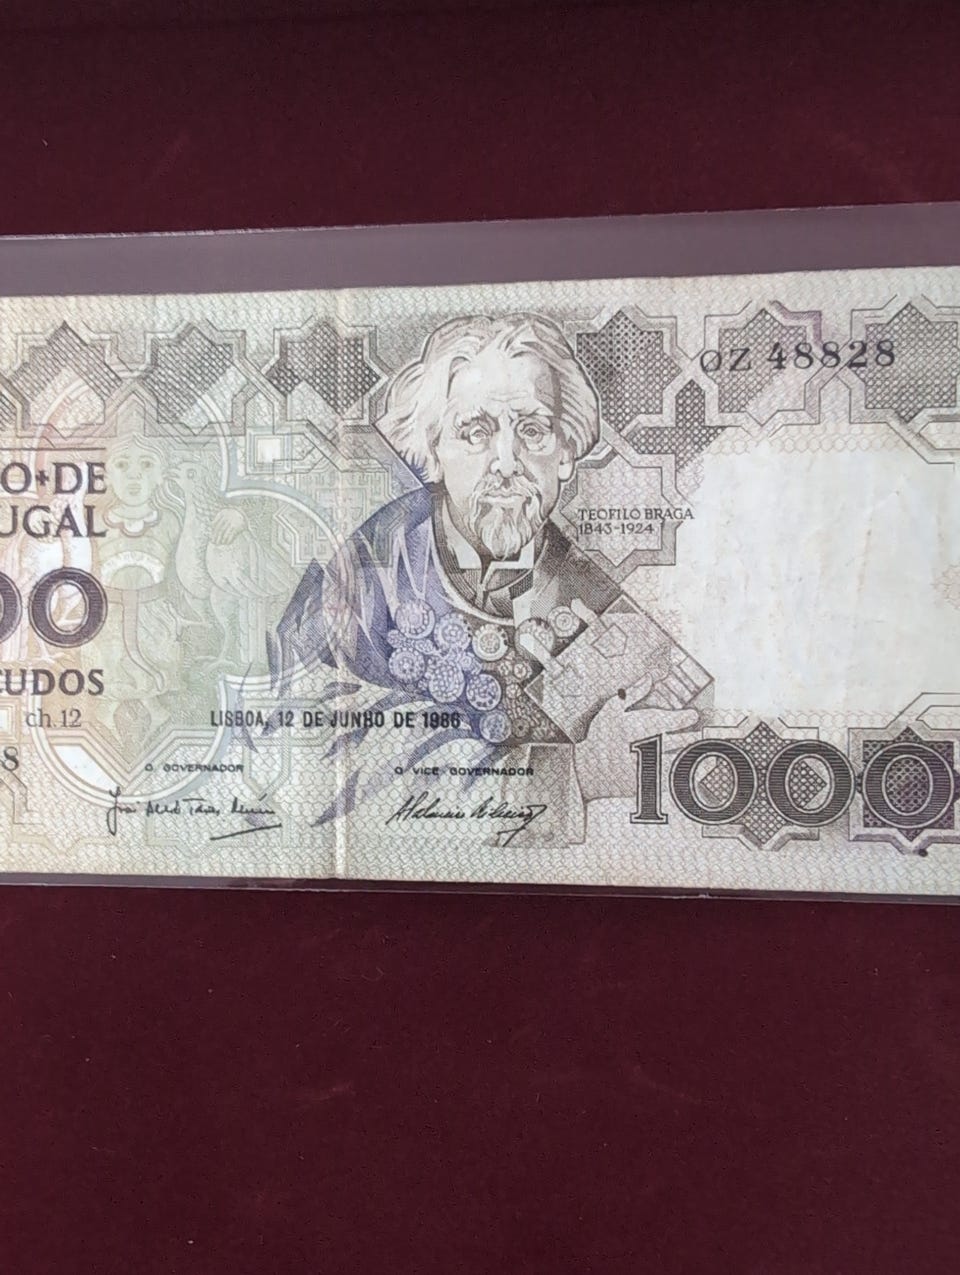 OZ 48828
O+DE
UGAL
TEOFILO BRAGA
1843-1924
00
CUDOS
ch.12
LISBOA, 12 DE JUNHO DE 1986
8
O GOVERNADOR
O VICE-GOVERNADOR
1000